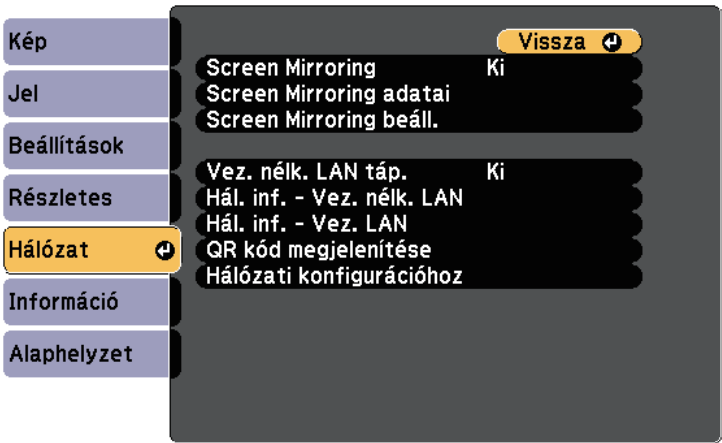 Kép
Jel
Beállítások
Részletes
Hálózat
Információ
Alaphelyzet
Vissza
Screen Mirroring Ki
Screen Mirroring adatai
Screen Mirroring beáll.
Vez. nélk. LAN táp. Ki
Hál. inf. - Vez. nélk. LAN
Hál. inf. - Vez. LAN
QR kód megjelenítése
Hálózati konfigurációhoz